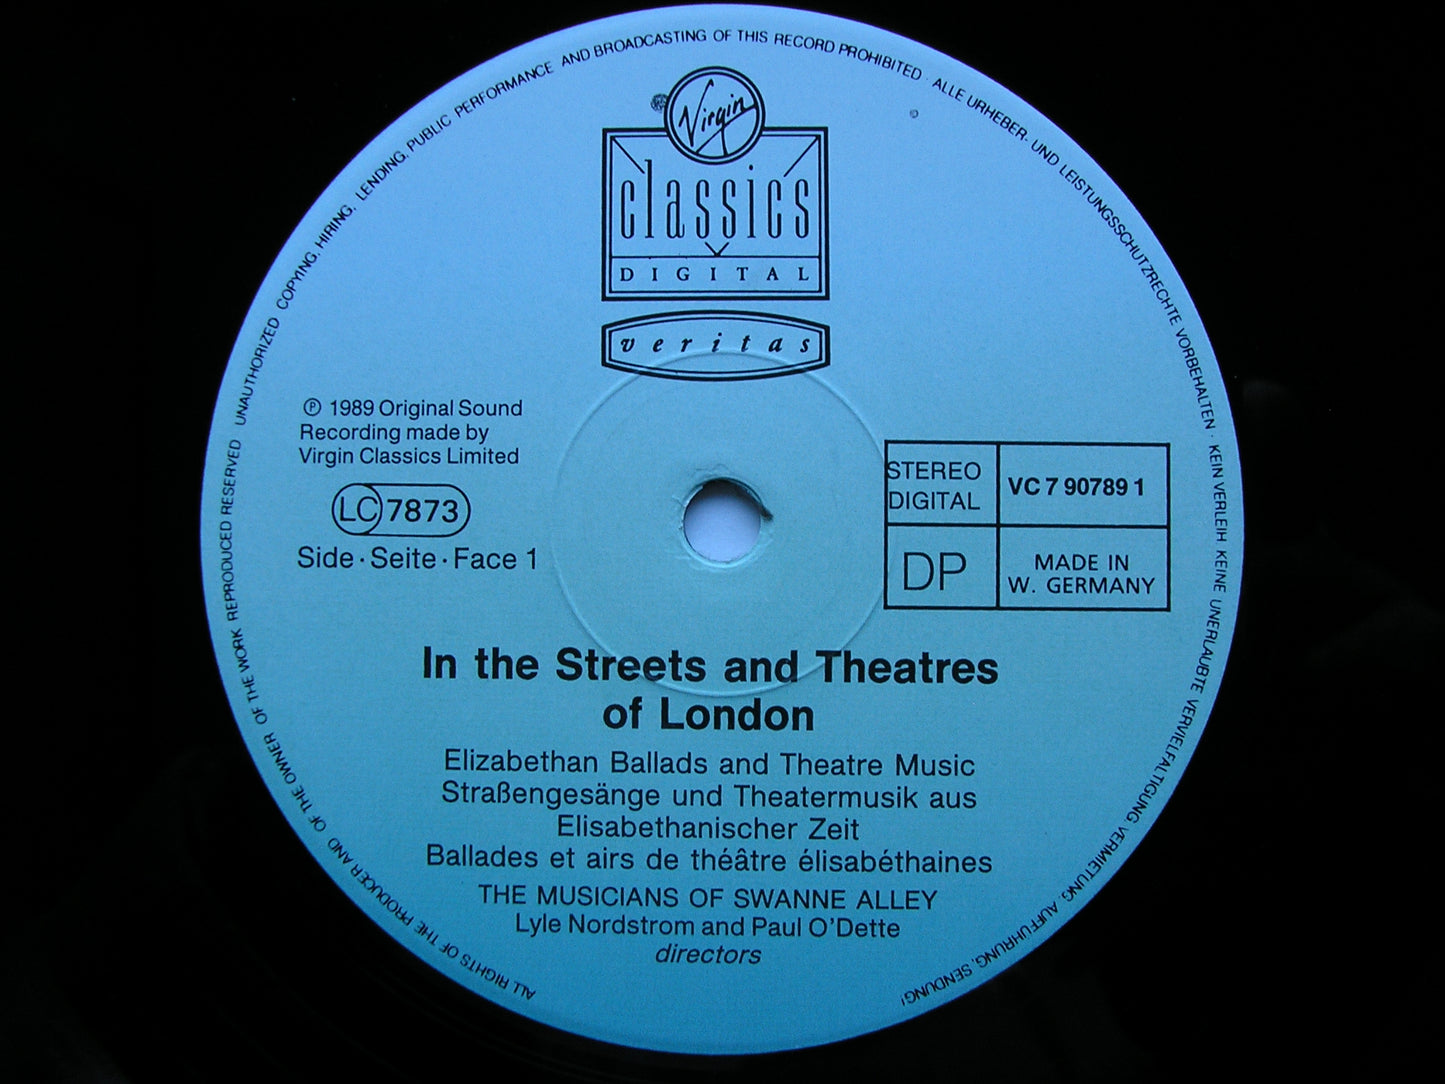 ALL RIGHTS OF THE PRODUCER AND OF THE OWNER OF THE WORK REPRODUCED RESERVED UNAUTHORIZED COPYING, HIRING, LENDING, PUBLIC PERFORMANCE AND BROADCASTING OF THIS RECORD PROHIBITED · ALLE URHEBER- UND LEISTUNGSSCHUTZRECHTE VORBEHALTEN · KEIN VERLEIH KEINE UNERLAUBTE VERVIELFALTIGUNG, VERMIETUNG, AUFFUHRUNG, SENDUNG!
Virgin
classics
DIGITAL
veritas
℗ 1989 Original Sound
Recording made by
Virgin Classics Limited
LC 7873
Side · Seite · Face 1
STEREO
DIGITAL
VC 7 90789 1
DP
MADE IN
W. GERMANY
In the Streets and Theatres
of London
Elizabethan Ballads and Theatre Music
Straßengesänge und Theatermusik aus
Elisabethanischer Zeit
Ballades et airs de théâtre élisabéthaines
THE MUSICIANS OF SWANNE ALLEY
Lyle Nordstrom and Paul O'Dette
directors